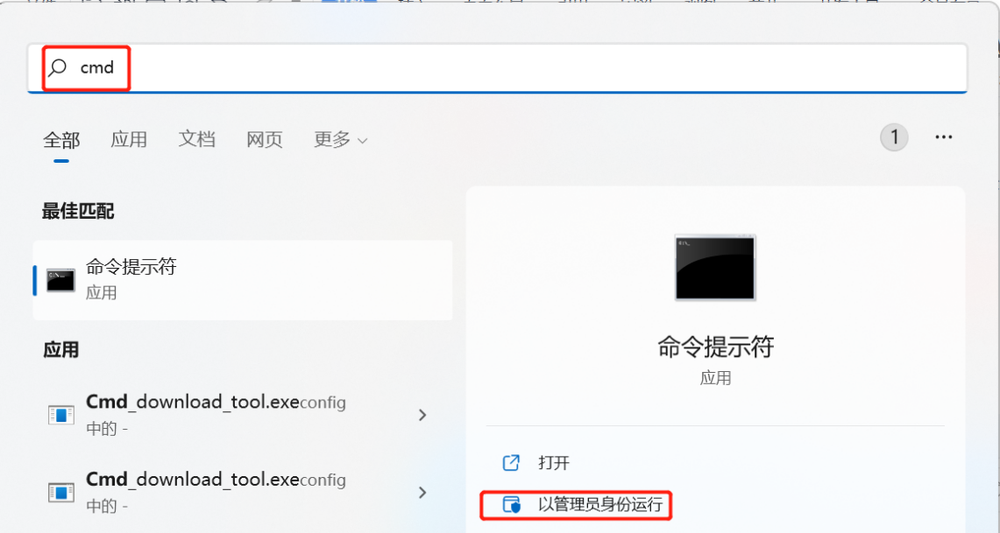 cmd
全部 应用 文档 网页 更多
1 ...
最佳匹配
命令提示符
应用
应用
Cmd_download_tool.execonfig
中的 -
Cmd_download_tool.execonfig
中的 -
命令提示符
应用
打开
以管理员身份运行